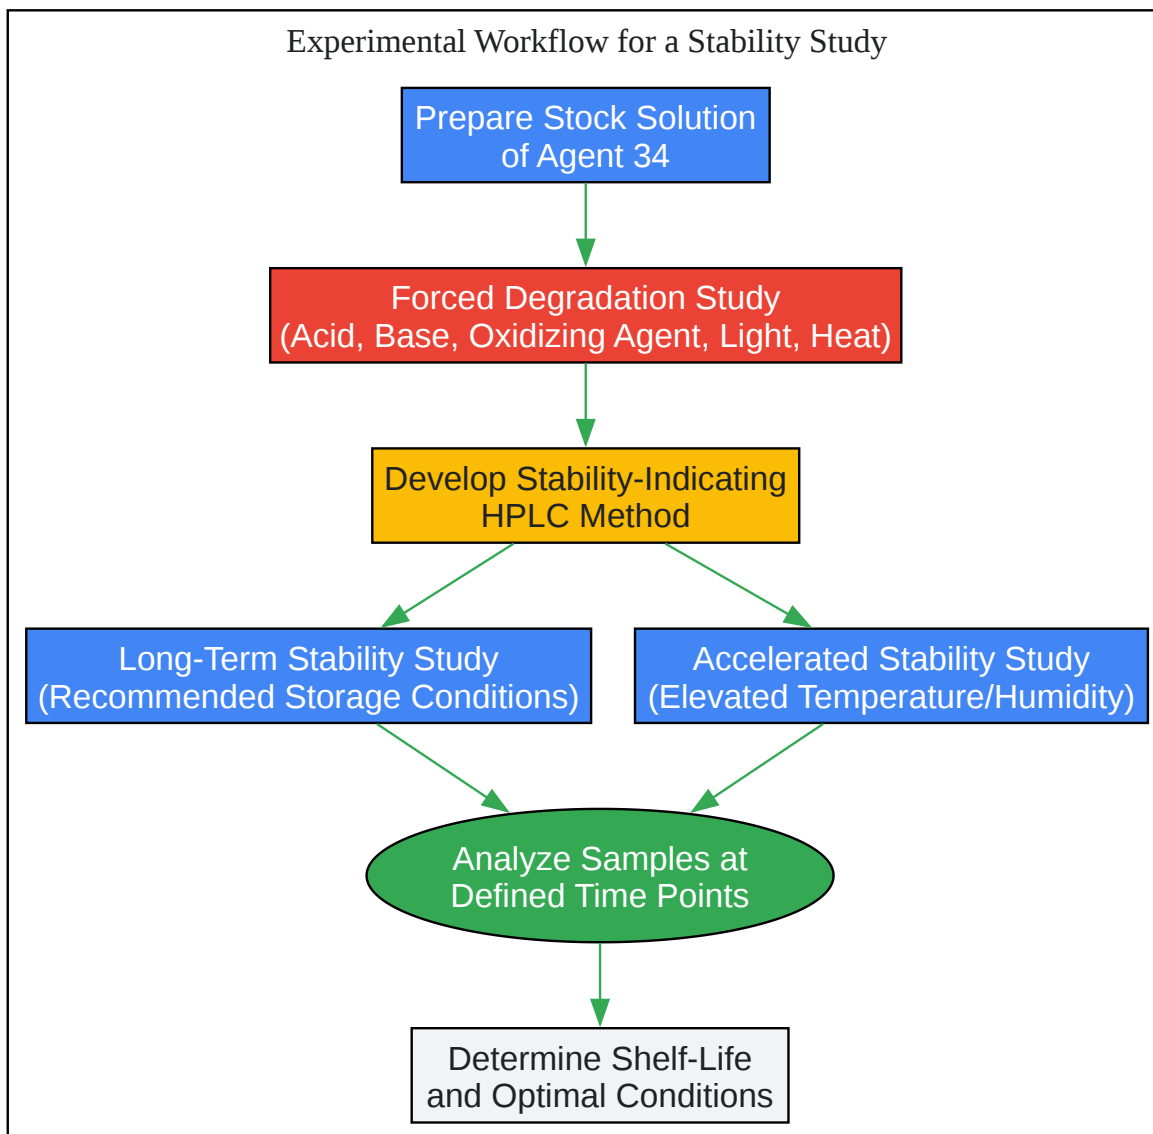 Experimental Workflow for a Stability Study
Prepare Stock Solution
of Agent 34
Forced Degradation Study
(Acid, Base, Oxidizing Agent, Light, Heat)
Develop Stability-Indicating
HPLC Method
Long-Term Stability Study
(Recommended Storage Conditions)
Accelerated Stability Study
(Elevated Temperature/Humidity)
Analyze Samples at
Defined Time Points
Determine Shelf-Life
and Optimal Conditions